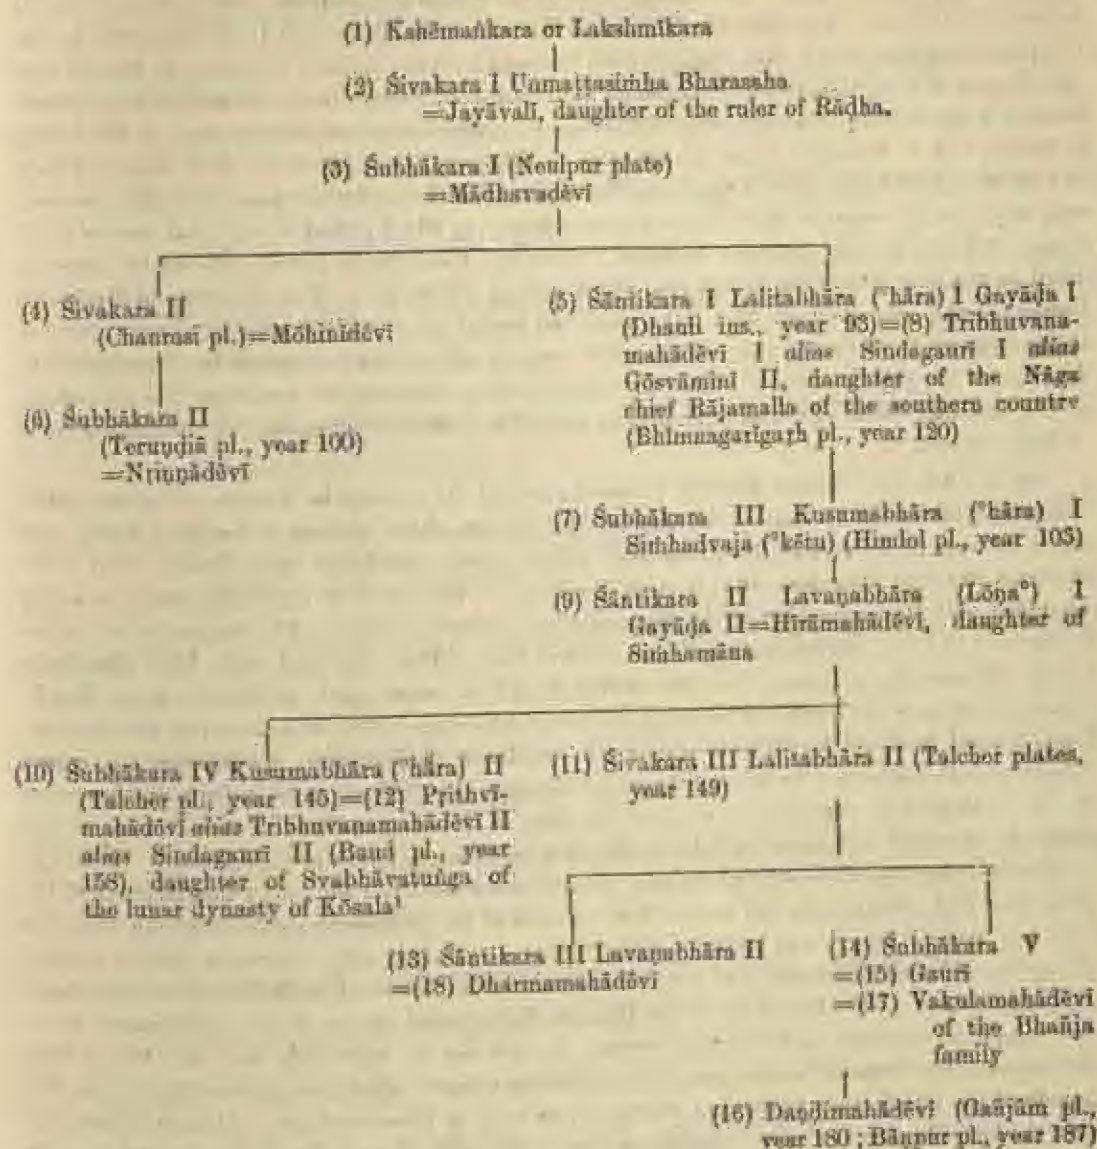 (1) Kshēmaṅkara or Lakshmīkara
(2) Śivakara I Unmaṭṭasiṁha Bharasaha
=Jayāvalī, daughter of the ruler of Rāḍha.
(3) Śubhākara I (Neulpur plate)
=Mādhavadēvī
(4) Śivakara II
(Chaurasi pl.)=Mōhinīdēvī
(6) Śubhākara II
(Teruṇḍiā pl., year 100)
=Nṛiṇṇādēvī
(5) Śāntikara I Lalitabhāra (°hāra) I Gayāḍa I
(Dhauli ins., year 93)=(8) Tribhuvana-
mahādēvī I alias Sindagaurī I alias
Gōsvāminī II, daughter of the Nāga
chief Rājamalla of the southern country
(Bhīmnagarīgaṛh pl., year 120)
(7) Śubhākara III Kusumabhāra (°hāra) I
Siṁhadvaja (°kētu) (Hindol pl., year 103)
(9) Śāntikara II Lavaṇabhāra (Lōṇa°) I
Gayāḍa II=Hīrāmahādēvī, daughter of
Siṁhamāna
(10) Śubhākara IV Kusumabhāra (°hāra) II
(Talcher pl., year 145)=(12) Prithvī-
mahādēvī alias Tribhuvanamahādēvī II
alias Sindagaurī II (Baud pl., year
158), daughter of Svabhāvatuṅga of
the lunar dynasty of Kōsala¹
(11) Śivakara III Lalitabhāra II (Talcher plates,
year 149)
(13) Śāntikara III Lavaṇabhāra II
=(18) Dharmamahādēvī
(14) Śubhākara V
=(15) Gaurī
=(17) Vakulamahādēvī
of the Bhañja
family
(16) Daṇḍimahādēvī (Gañjām pl.,
year 180 ; Bāṇpur pl., year 187)